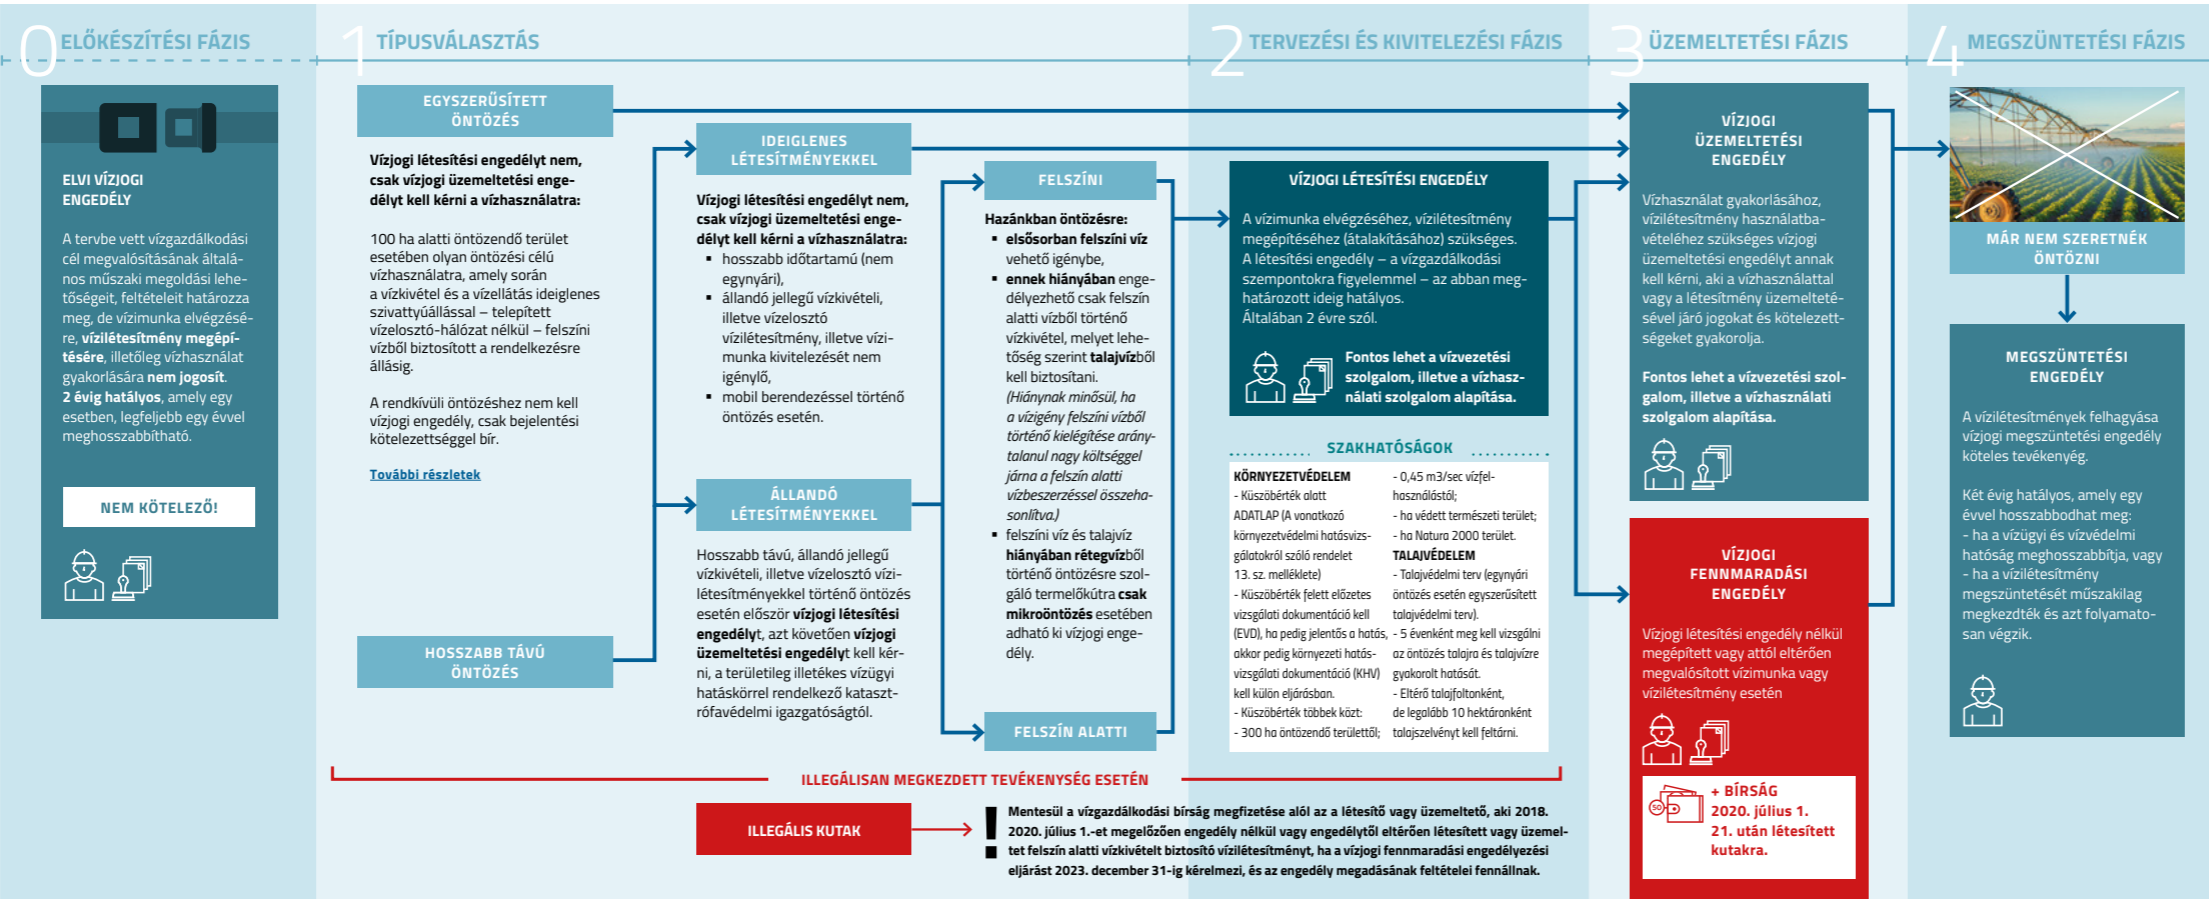 0 ELŐKÉSZÍTÉSI FÁZIS
ELVI VÍZJOGI
ENGEDÉLY
A tervbe vett vízgazdálkodási
cél megvalósításának általá-
nos műszaki megoldási lehe-
tőségeit, feltételeit határozza
meg, de vízimunka elvégzésé-
re, vízilétesítmény megépí-
tésére, illetőleg vízhasználat
gyakorlására nem jogosít.
2 évig hatályos, amely egy
esetben, legfeljebb egy évvel
meghosszabbítható.
NEM KÖTELEZŐ!
1 TÍPUSVÁLASZTÁS
EGYSZERŰSÍTETT
ÖNTÖZÉS
Vízjogi létesítési engedélyt nem,
csak vízjogi üzemeltetési enge-
délyt kell kérni a vízhasználatra:
100 ha alatti öntözendő terület
esetében olyan öntözési célú
vízhasználatra, amely során
a vízkivétel és a vízellátás ideiglenes
szivattyúállással – telepített
vízelosztó-hálózat nélkül – felszíni
vízből biztosított a rendelkezésre
állásig.
A rendkívüli öntözéshez nem kell
vízjogi engedély, csak bejelentési
kötelezettséggel bír.
További részletek
HOSSZABB TÁVÚ
ÖNTÖZÉS
IDEIGLENES
LÉTESÍTMÉNYEKKEL
Vízjogi létesítési engedélyt nem,
csak vízjogi üzemeltetési enge-
délyt kell kérni a vízhasználatra:
▪ hosszabb időtartamú (nem
egynyári),
▪ állandó jellegű vízkivételi,
illetve vízelosztó
vízilétesítmény, illetve vízi-
munka kivitelezését nem
igénylő,
▪ mobil berendezéssel történő
öntözés esetén.
ÁLLANDÓ
LÉTESÍTMÉNYEKKEL
Hosszabb távú, állandó jellegű
vízkivételi, illetve vízelosztó vízi-
létesítményekkel történő öntözés
esetén először vízjogi létesítési
engedélyt, azt követően vízjogi
üzemeltetési engedélyt kell kér-
ni, a területileg illetékes vízügyi
hatáskörrel rendelkező kataszt-
rófavédelmi igazgatóságtól.
FELSZÍNI
Hazánkban öntözésre:
▪ elsősorban felszíni víz
vehető igénybe,
▪ ennek hiányában enge-
délyezhető csak felszín
alatti vízből történő
vízkivétel, melyet lehe-
tőség szerint talajvízből
kell biztosítani.
(Hiánynak minősül, ha
a vízigény felszíni vízből
történő kielégítése arány-
talanul nagy költséggel
járna a felszín alatti
vízbeszerzéssel összeha-
sonlítva.)
▪ felszíni víz és talajvíz
hiányában rétegvízből
történő öntözésre szol-
gáló termelőkútra csak
mikroöntözés esetében
adható ki vízjogi enge-
dély.
FELSZÍN ALATTI
2 TERVEZÉSI ÉS KIVITELEZÉSI FÁZIS
VÍZJOGI LÉTESÍTÉSI ENGEDÉLY
A vízimunka elvégzéséhez, vízilétesítmény
megépítéséhez (átalakításához) szükséges.
A létesítési engedély – a vízgazdálkodási
szempontokra figyelemmel – az abban meg-
határozott ideig hatályos.
Általában 2 évre szól.
Fontos lehet a vízvezetési
szolgalom, illetve a vízhasz-
nálati szolgalom alapítása.
SZAKHATÓSÁGOK
KÖRNYEZETVÉDELEM
- Küszöbérték alatt
ADATLAP (A vonatkozó
környezetvédelmi hatásvizs-
gálatokról szóló rendelet
13. sz. melléklete)
- Küszöbérték felett előzetes
vizsgálati dokumentáció kell
(EVD), ha pedig jelentős a hatás,
akkor pedig környezeti hatás-
vizsgálati dokumentáció (KHV)
kell külön eljárásban.
- Küszöbérték többek közt:
- 300 ha öntözendő területtől;
- 0,45 m3/sec vízfel-
használástól;
- ha védett természeti terület;
- ha Natura 2000 terület.
TALAJVÉDELEM
- Talajvédelmi terv (egynyári
öntözés esetén egyszerűsített
talajvédelmi terv).
- 5 évenként meg kell vizsgálni
az öntözés talajra és talajvízre
gyakorolt hatását.
- Eltérő talajfoltonként,
de legalább 10 hektáronként
talajszelvényt kell feltárni.
3 ÜZEMELTETÉSI FÁZIS
VÍZJOGI
ÜZEMELTETÉSI
ENGEDÉLY
Vízhasználat gyakorlásához,
vízilétesítmény használatba-
vételéhez szükséges vízjogi
üzemeltetési engedélyt annak
kell kérni, aki a vízhasználattal
vagy a létesítmény üzemelteté-
sével járó jogokat és kötelezett-
ségeket gyakorolja.
Fontos lehet a vízvezetési szol-
galom, illetve a vízhasználati
szolgalom alapítása.
VÍZJOGI
FENNMARADÁSI
ENGEDÉLY
Vízjogi létesítési engedély nélkül
megépített vagy attól eltérően
megvalósított vízimunka vagy
vízilétesítmény esetén
50
+ BÍRSÁG
2020. július 1.
21. után létesített
kutakra.
4 MEGSZÜNTETÉSI FÁZIS
MÁR NEM SZERETNÉK
ÖNTÖZNI
MEGSZÜNTETÉSI
ENGEDÉLY
A vízilétesítmények felhagyása
vízjogi megszüntetési engedély
köteles tevékenyég.
Két évig hatályos, amely egy
évvel hosszabbodhat meg:
- ha a vízügyi és vízvédelmi
hatóság meghosszabbítja, vagy
- ha a vízilétesítmény
megszüntetését műszakilag
megkezdték és azt folyamato-
san végzik.
ILLEGÁLISAN MEGKEZDETT TEVÉKENYSÉG ESETÉN
ILLEGÁLIS KUTAK
!
Mentesül a vízgazdálkodási bírság megfizetése alól az a létesítő vagy üzemeltető, aki 2018.
2020. július 1.-et megelőzően engedély nélkül vagy engedélytől eltérően létesített vagy üzemel-
tet felszín alatti vízkivételt biztosító vízilétesítményt, ha a vízjogi fennmaradási engedélyezési
eljárást 2023. december 31-ig kérelmezi, és az engedély megadásának feltételei fennállnak.